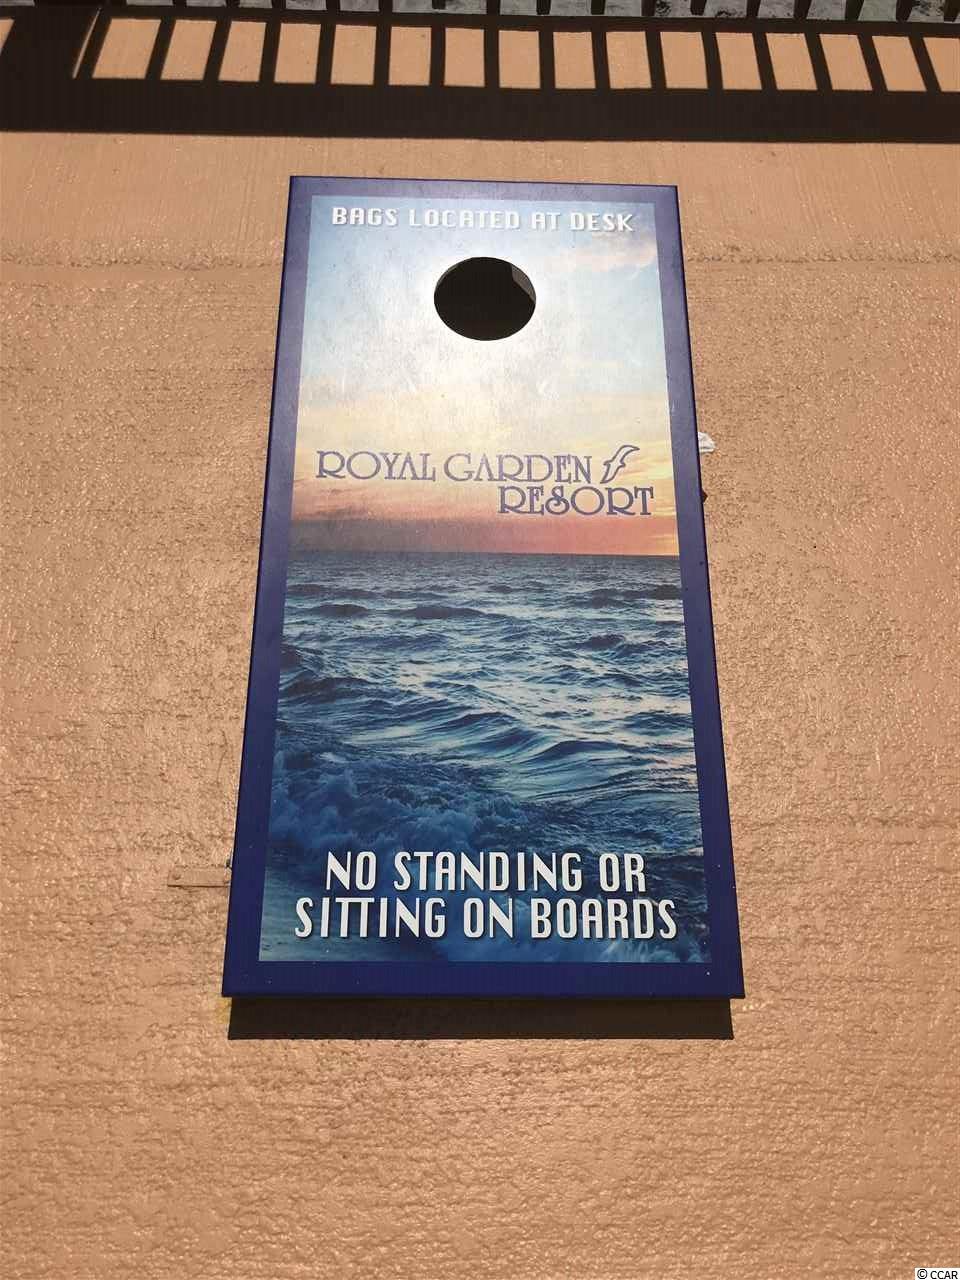 BAGS LOCATED AT DESK
ROYAL GARDEN
RESORT
NO STANDING OR
SITTING ON BOARDS
© CCAR